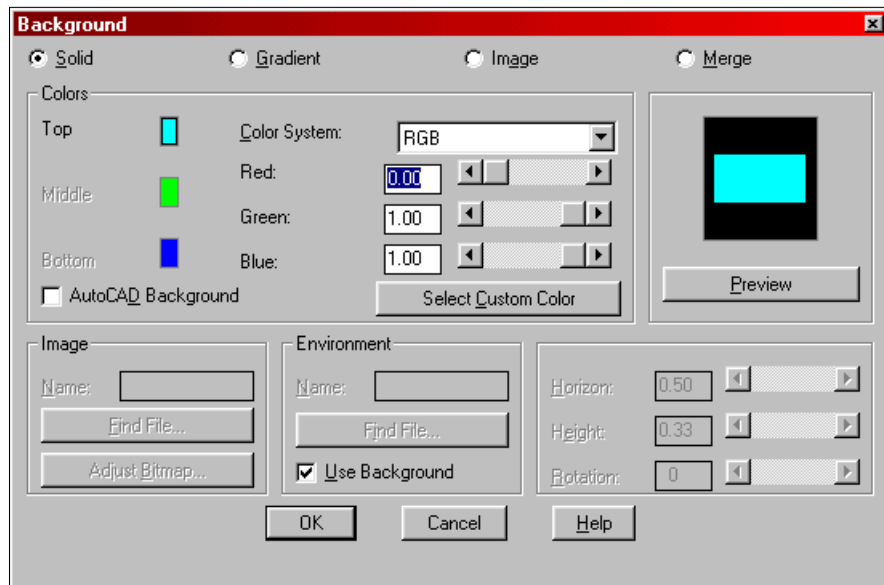 Background
Solid Gradient Image Merge
Colors
Top Color System: RGB
Red: 0.00
Middle
Green: 1.00
Bottom Blue: 1.00
AutoCAD Background Select Custom Color Preview
Image Environment
Name: Name: Horizon: 0.50
Find File... Find File... Height: 0.33
Adjust Bitmap... Use Background Rotation: 0
OK Cancel Help